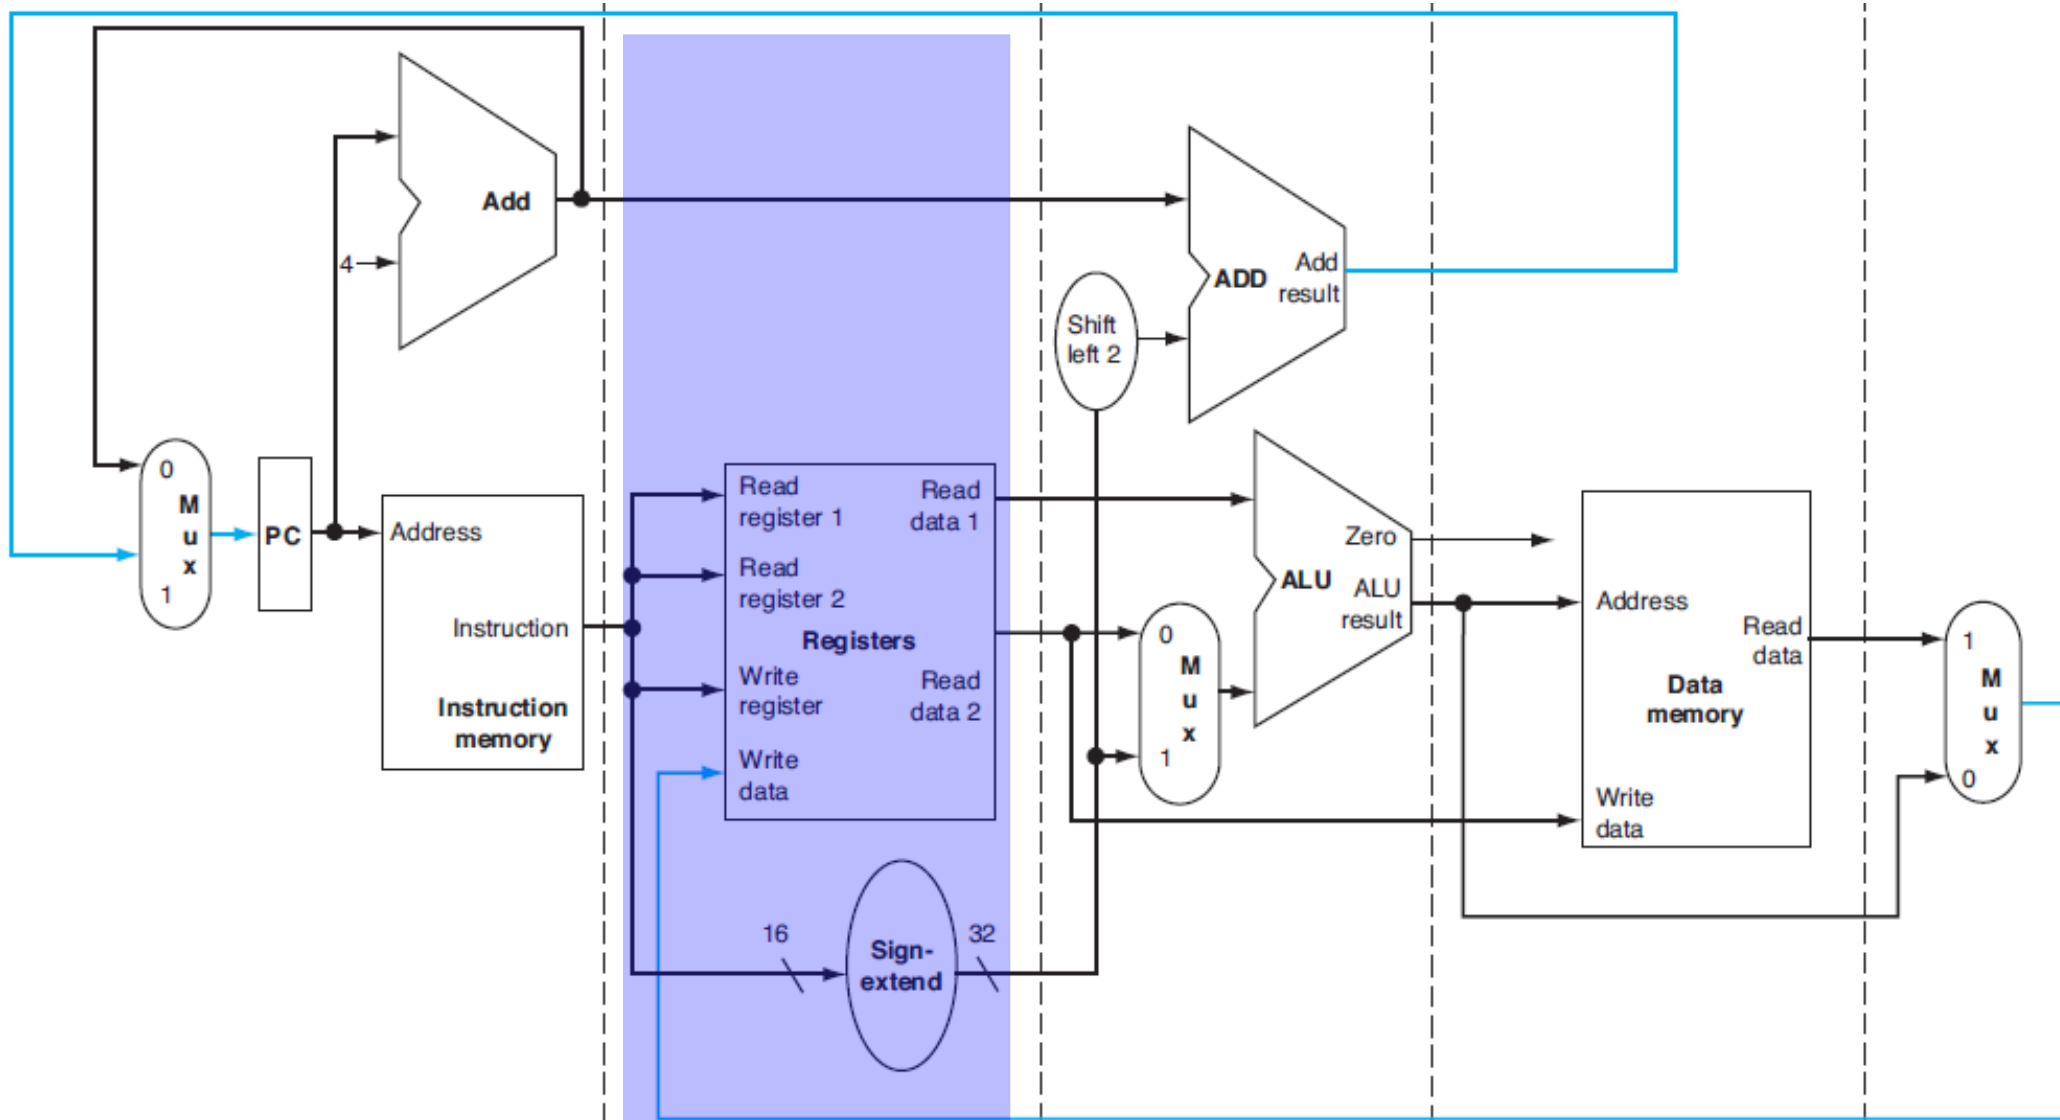 Add
4
0
M
u
x
1
PC
Address
Instruction
Instruction
memory
Read
register 1
Read
register 2
Registers
Write
register
Write
data
Read
data 1
Read
data 2
16
Sign-
extend
32
Shift
left 2
ADD
Add
result
0
M
u
x
1
ALU
Zero
ALU
result
Address
Read
data
Data
memory
Write
data
1
M
u
x
0